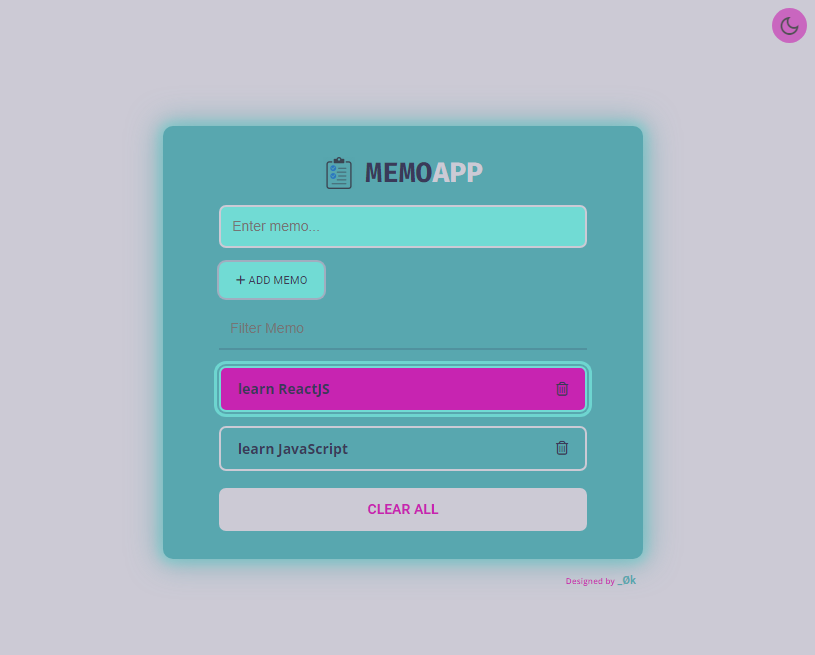 MEMOAPP
Enter memo...
+ ADD MEMO
Filter Memo
learn ReactJS
learn JavaScript
CLEAR ALL
Designed by _Øk